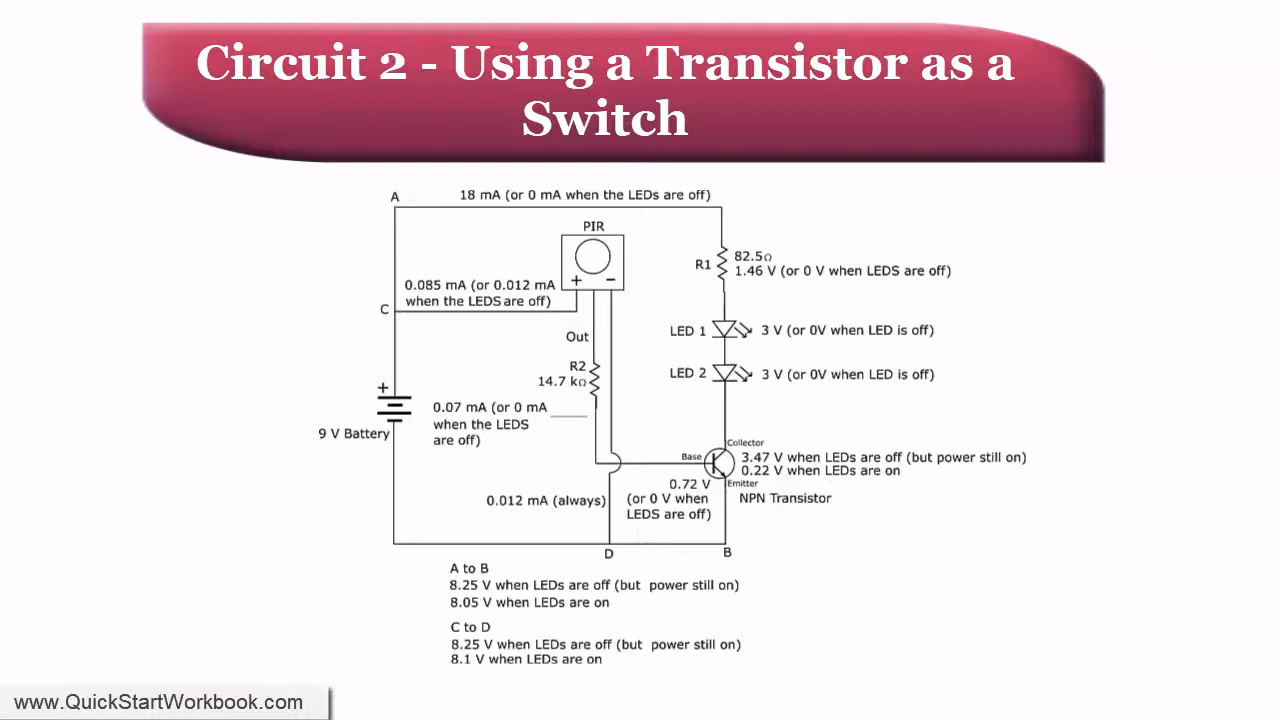 Circuit 2 - Using a Transistor as a
Switch
A
18 mA (or 0 mA when the LEDs are off)
PIR
+ −
R1
82.5Ω
1.46 V (or 0 V when LEDS are off)
0.085 mA (or 0.012 mA
when the LEDS are off)
C
Out
LED 1
3 V (or 0V when LED is off)
R2
14.7 kΩ
LED 2
3 V (or 0V when LED is off)
+
9 V Battery
0.07 mA (or 0 mA
when the LEDS
are off)
Collector
Base
3.47 V when LEDs are off (but power still on)
0.22 V when LEDs are on
Emitter
NPN Transistor
0.72 V
(or 0 V when
LEDS are off)
0.012 mA (always)
D
B
A to B
8.25 V when LEDs are off (but power still on)
8.05 V when LEDs are on
C to D
8.25 V when LEDs are off (but power still on)
8.1 V when LEDs are on
www.QuickStartWorkbook.com